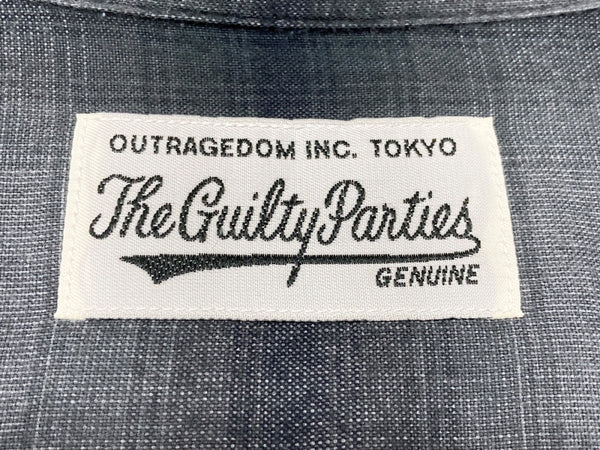 OUTRAGEDOM INC. TOKYO
The Guilty Parties
GENUINE